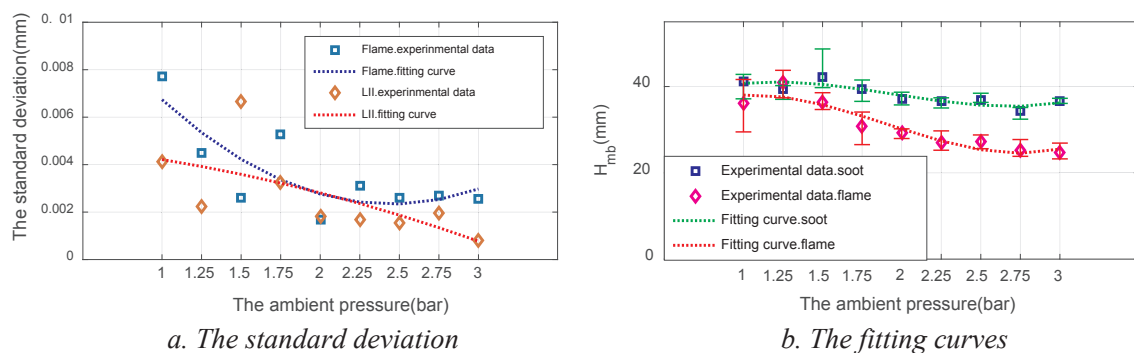 The standard deviation(mm)
0. 01
0.008
0.006
0.004
0.002
0
Flame.experimental data
Flame.fitting curve
LII.experimental data
LII.fitting curve
1 1.25 1.5 1.75 2 2.25 2.5 2.75 3
The ambient pressure(bar)
a. The standard deviation
H_mb(mm)
40
20
0
Experimental data.soot
Experimental data.flame
Fitting curve.soot
Fitting curve.flame
1 1.25 1.5 1.75 2 2.25 2.5 2.75 3
The ambient pressure(bar)
b. The fitting curves